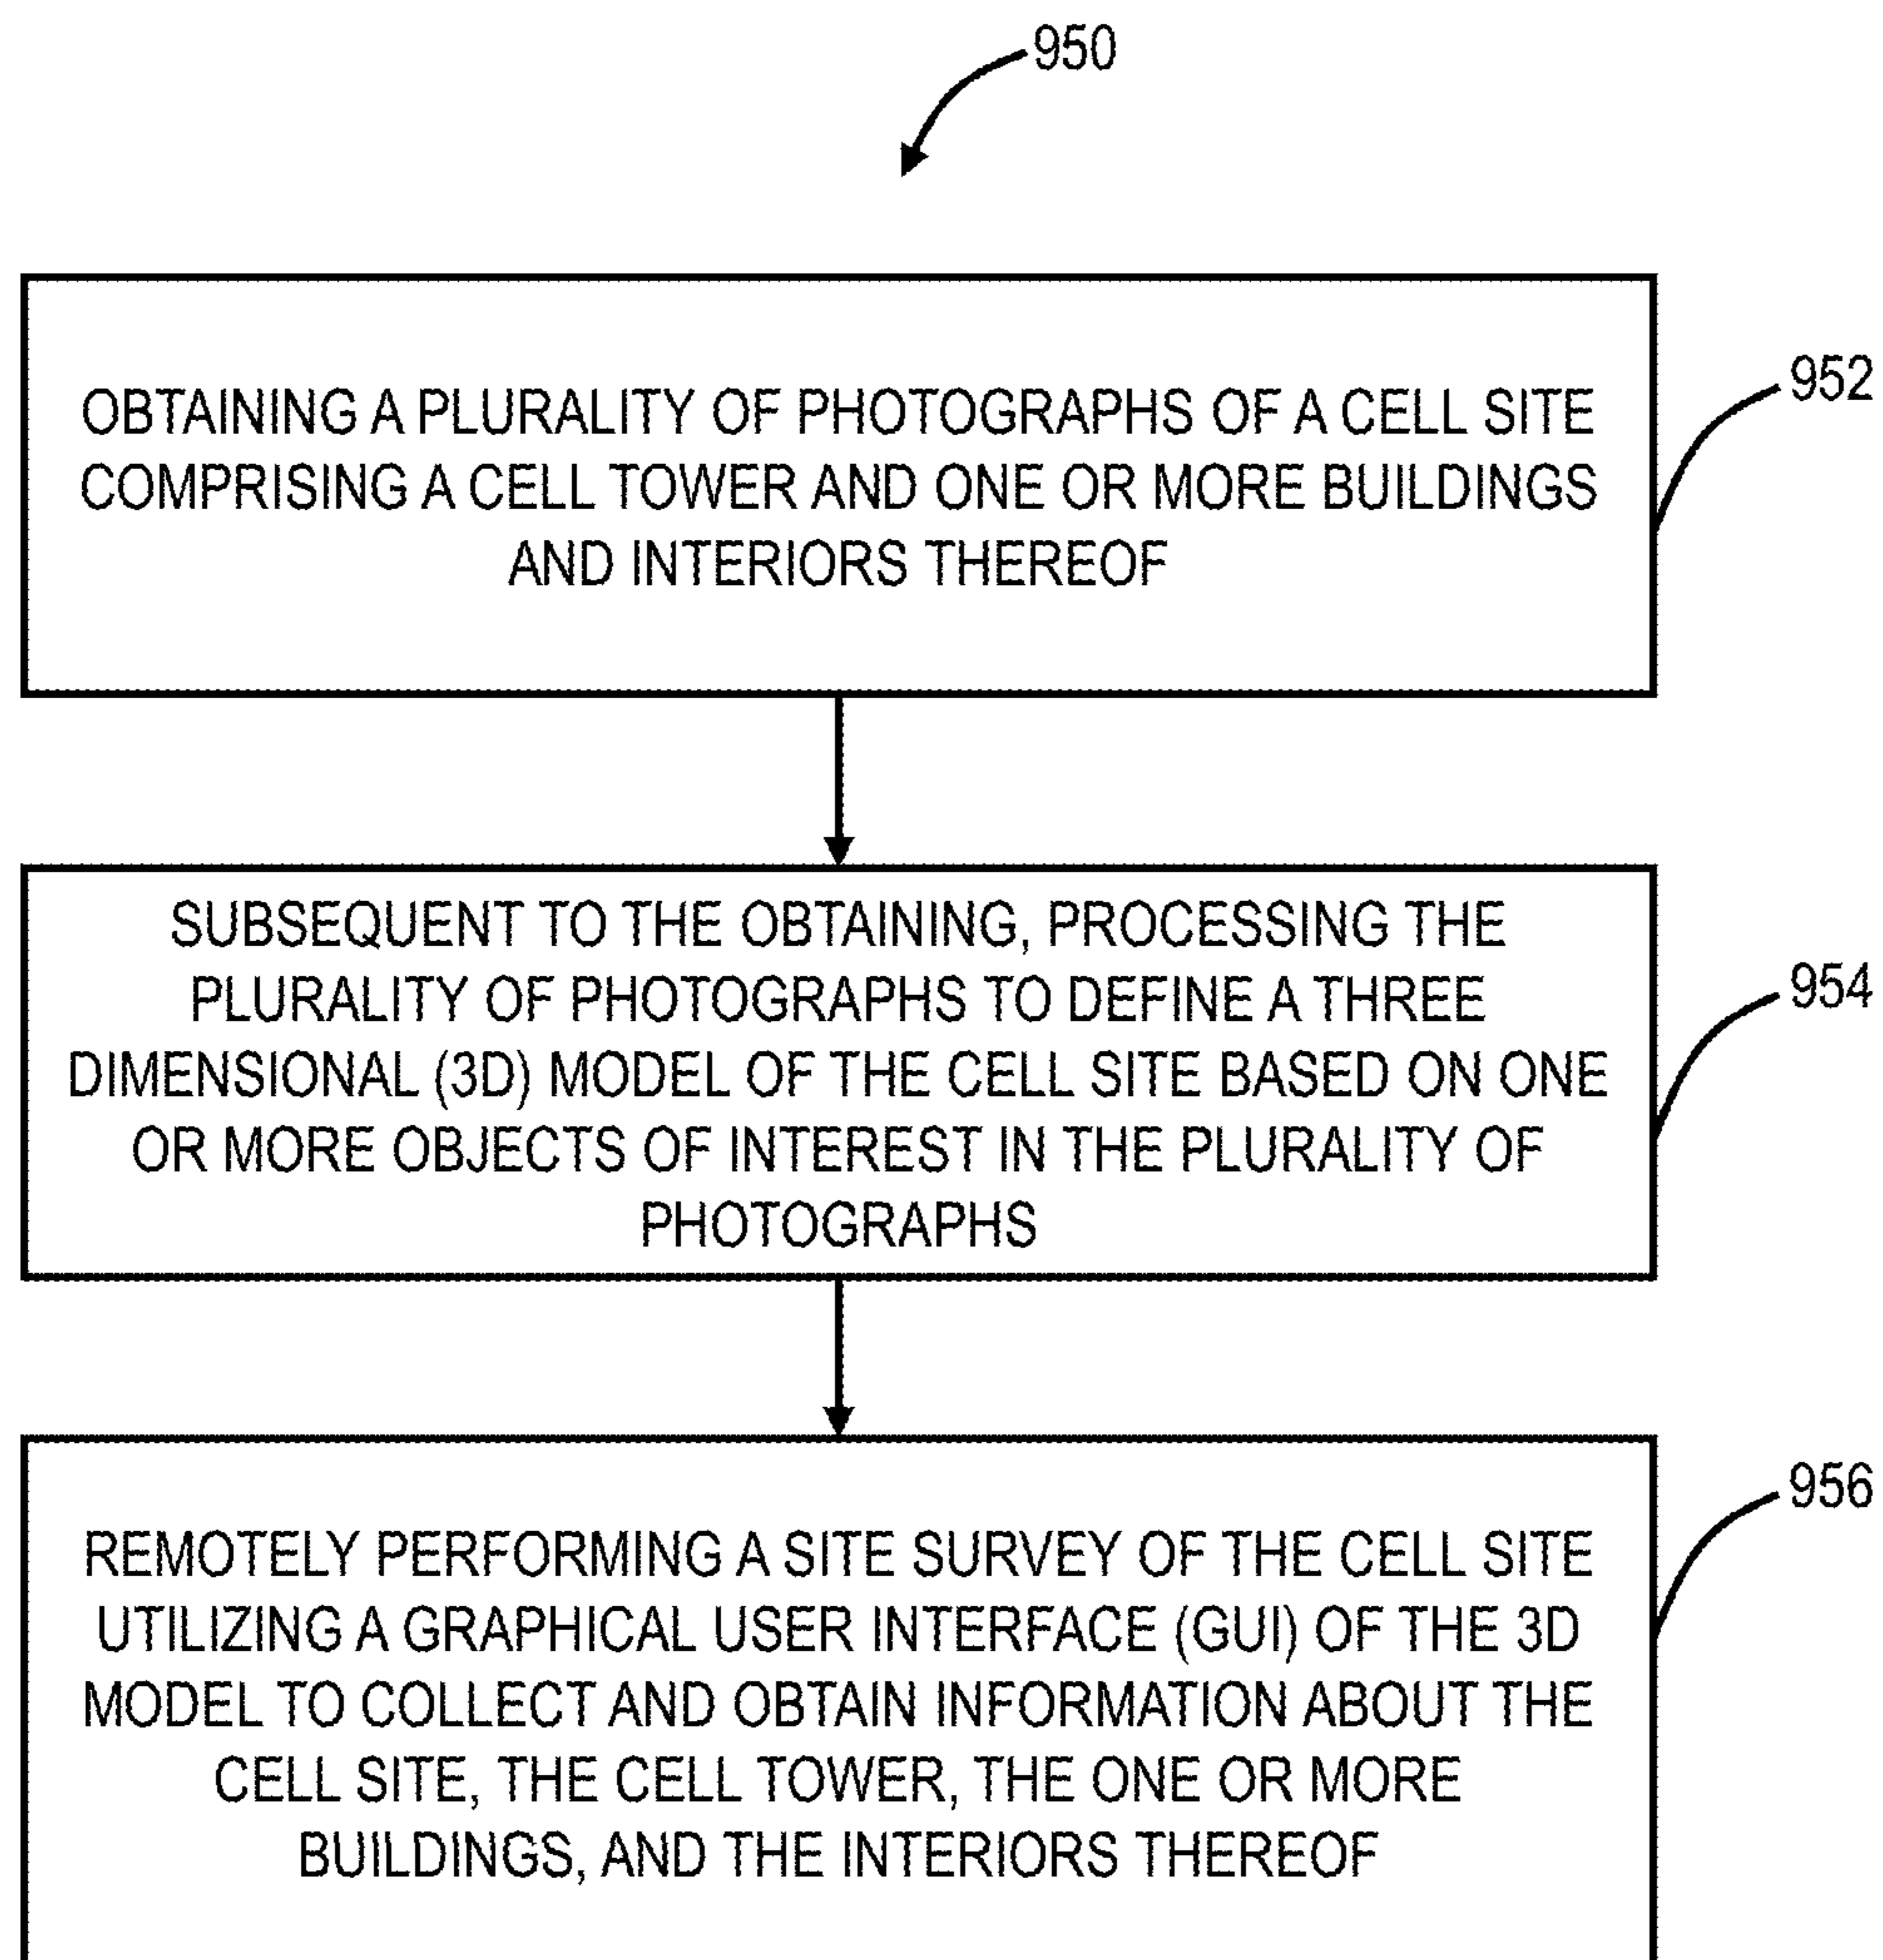 950
OBTAINING A PLURALITY OF PHOTOGRAPHS OF A CELL SITE
COMPRISING A CELL TOWER AND ONE OR MORE BUILDINGS
AND INTERIORS THEREOF
952
SUBSEQUENT TO THE OBTAINING, PROCESSING THE
PLURALITY OF PHOTOGRAPHS TO DEFINE A THREE
DIMENSIONAL (3D) MODEL OF THE CELL SITE BASED ON ONE
OR MORE OBJECTS OF INTEREST IN THE PLURALITY OF
PHOTOGRAPHS
954
REMOTELY PERFORMING A SITE SURVEY OF THE CELL SITE
UTILIZING A GRAPHICAL USER INTERFACE (GUI) OF THE 3D
MODEL TO COLLECT AND OBTAIN INFORMATION ABOUT THE
CELL SITE, THE CELL TOWER, THE ONE OR MORE
BUILDINGS, AND THE INTERIORS THEREOF
956